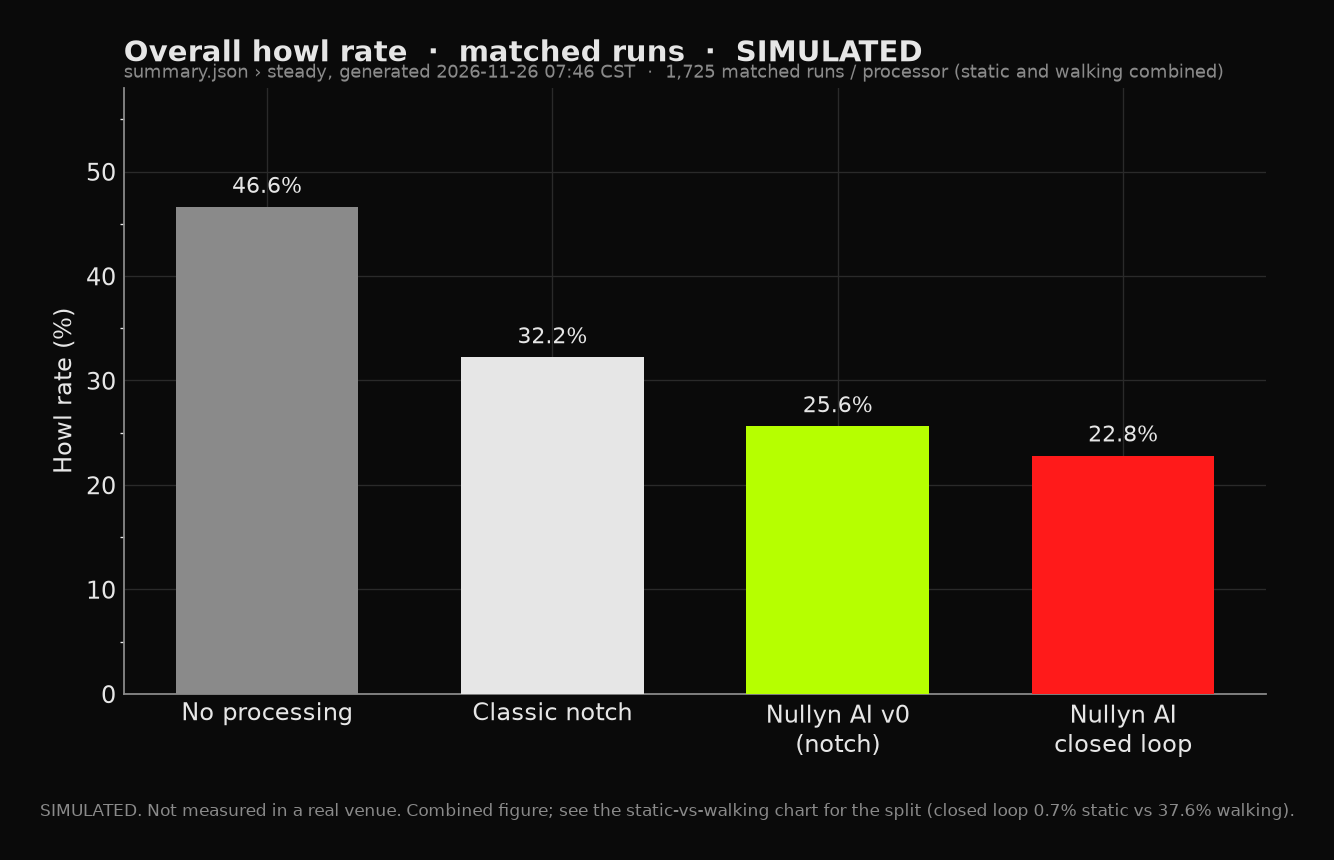 Overall howl rate · matched runs · SIMULATED
summary.json › steady, generated 2026-11-26 07:46 CST · 1,725 matched runs / processor (static and walking combined)
Howl rate (%)
50
40
30
20
10
0
46.6%
32.2%
25.6%
22.8%
No processing
Classic notch
Nullyn AI v0
(notch)
Nullyn AI
closed loop
SIMULATED. Not measured in a real venue. Combined figure; see the static-vs-walking chart for the split (closed loop 0.7% static vs 37.6% walking).